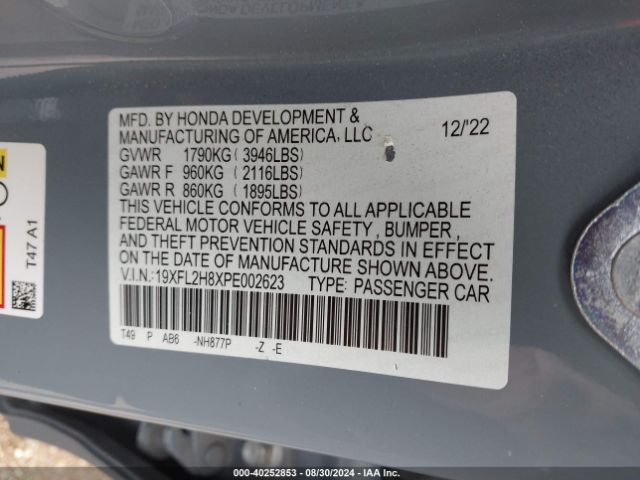 MFD. BY HONDA DEVELOPMENT &
MANUFACTURING OF AMERICA, LLC 12/'22
GVWR 1790KG ( 3946LBS)
GAWR F 960KG ( 2116LBS)
GAWR R 860KG ( 1895LBS)
THIS VEHICLE CONFORMS TO ALL APPLICABLE
FEDERAL MOTOR VEHICLE SAFETY , BUMPER,
AND THEFT PREVENTION STANDARDS IN EFFECT
ON THE DATE OF MANUFACTURE SHOWN ABOVE.
V.I.N.: 19XFL2H8XPE002623 TYPE: PASSENGER CAR
T49 P AB6 -NH877P -Z -E
T47 A1
000-40252853 - 08/30/2024 - IAA Inc.